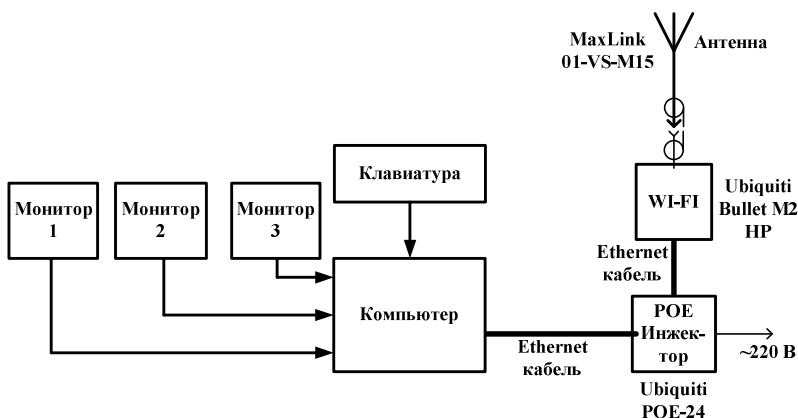 MaxLink
01-VS-M15
Антенна
Клавиатура
Монитор
1
Монитор
2
Монитор
3
WI-FI
Ubiquiti
Bullet M2
HP
Ethernet
кабель
Компьютер
POE
Инжек-
тор
~220 В
Ethernet
кабель
Ubiquiti
POE-24